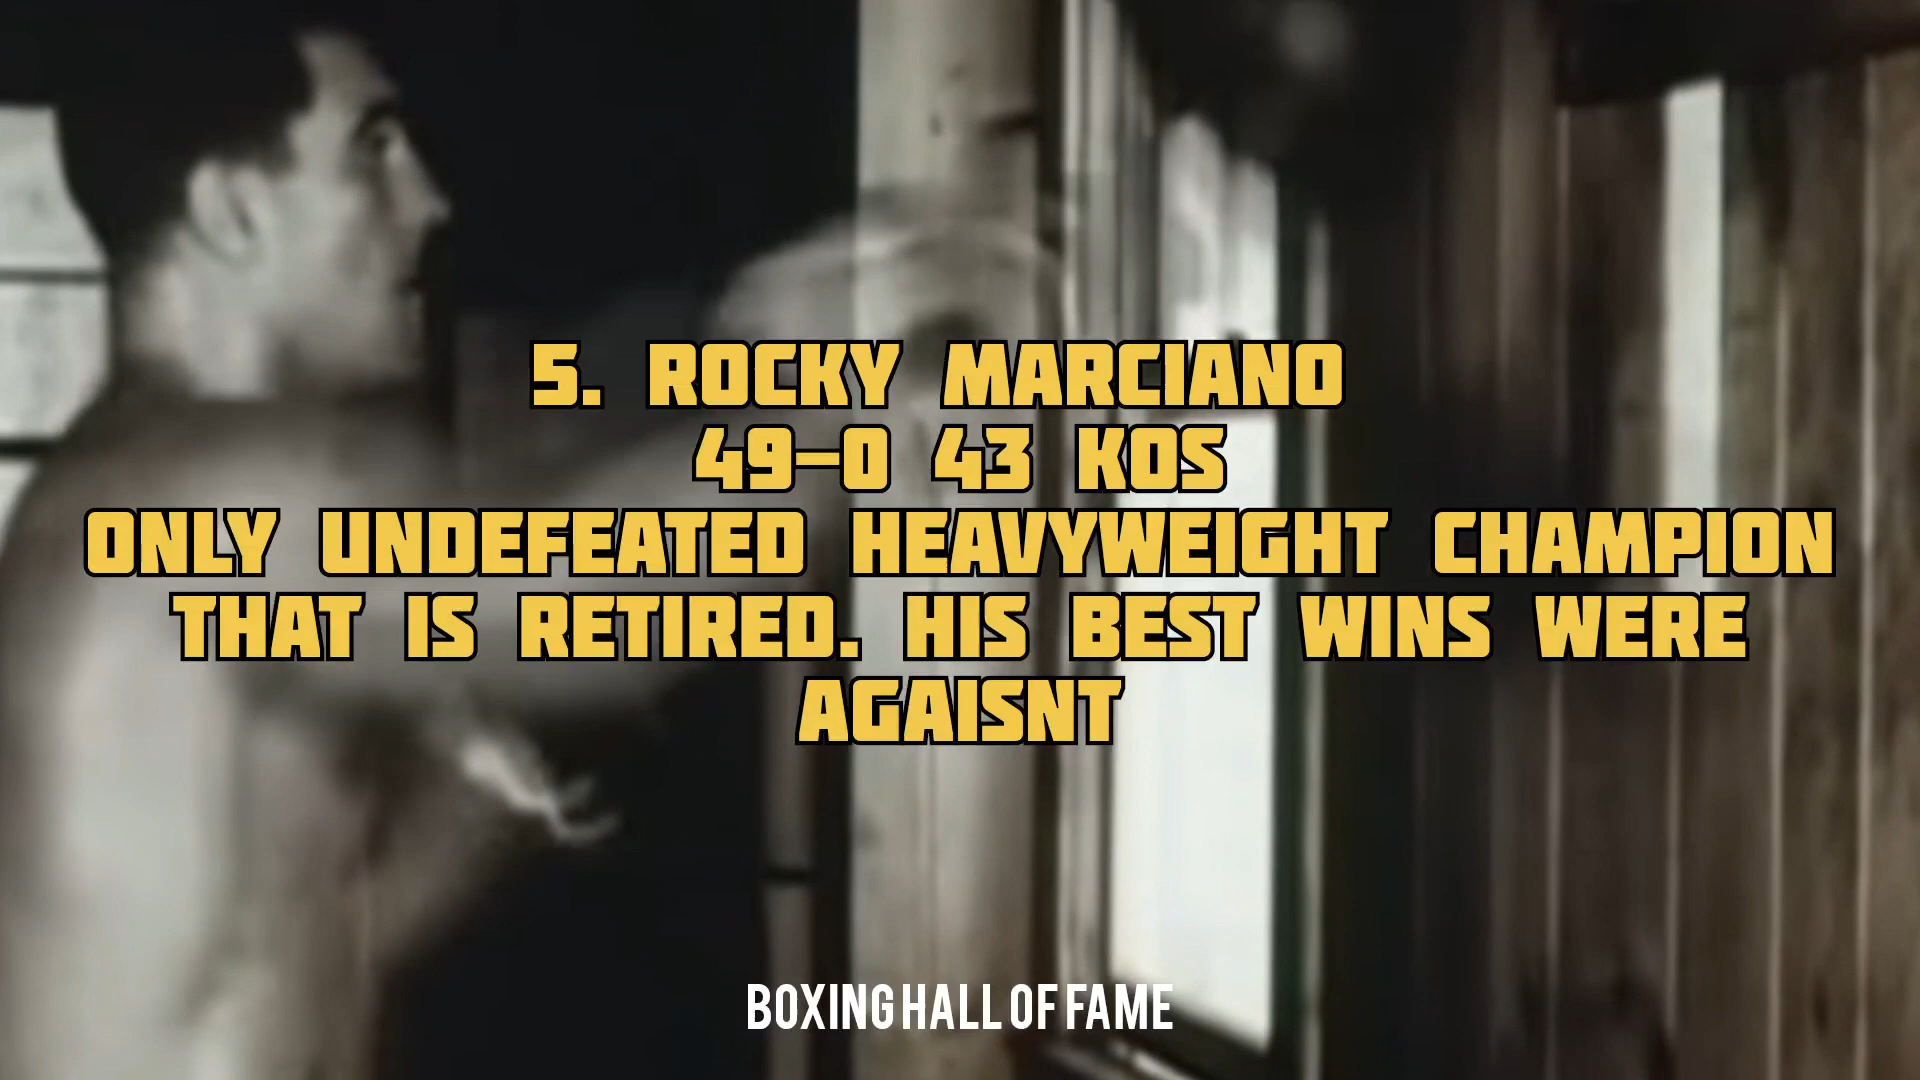 5. ROCKY MARCIANO
49-0 43 KOS
ONLY UNDEFEATED HEAVYWEIGHT CHAMPION
THAT IS RETIRED. HIS BEST WINS WERE
AGAISNT
BOXING HALL OF FAME